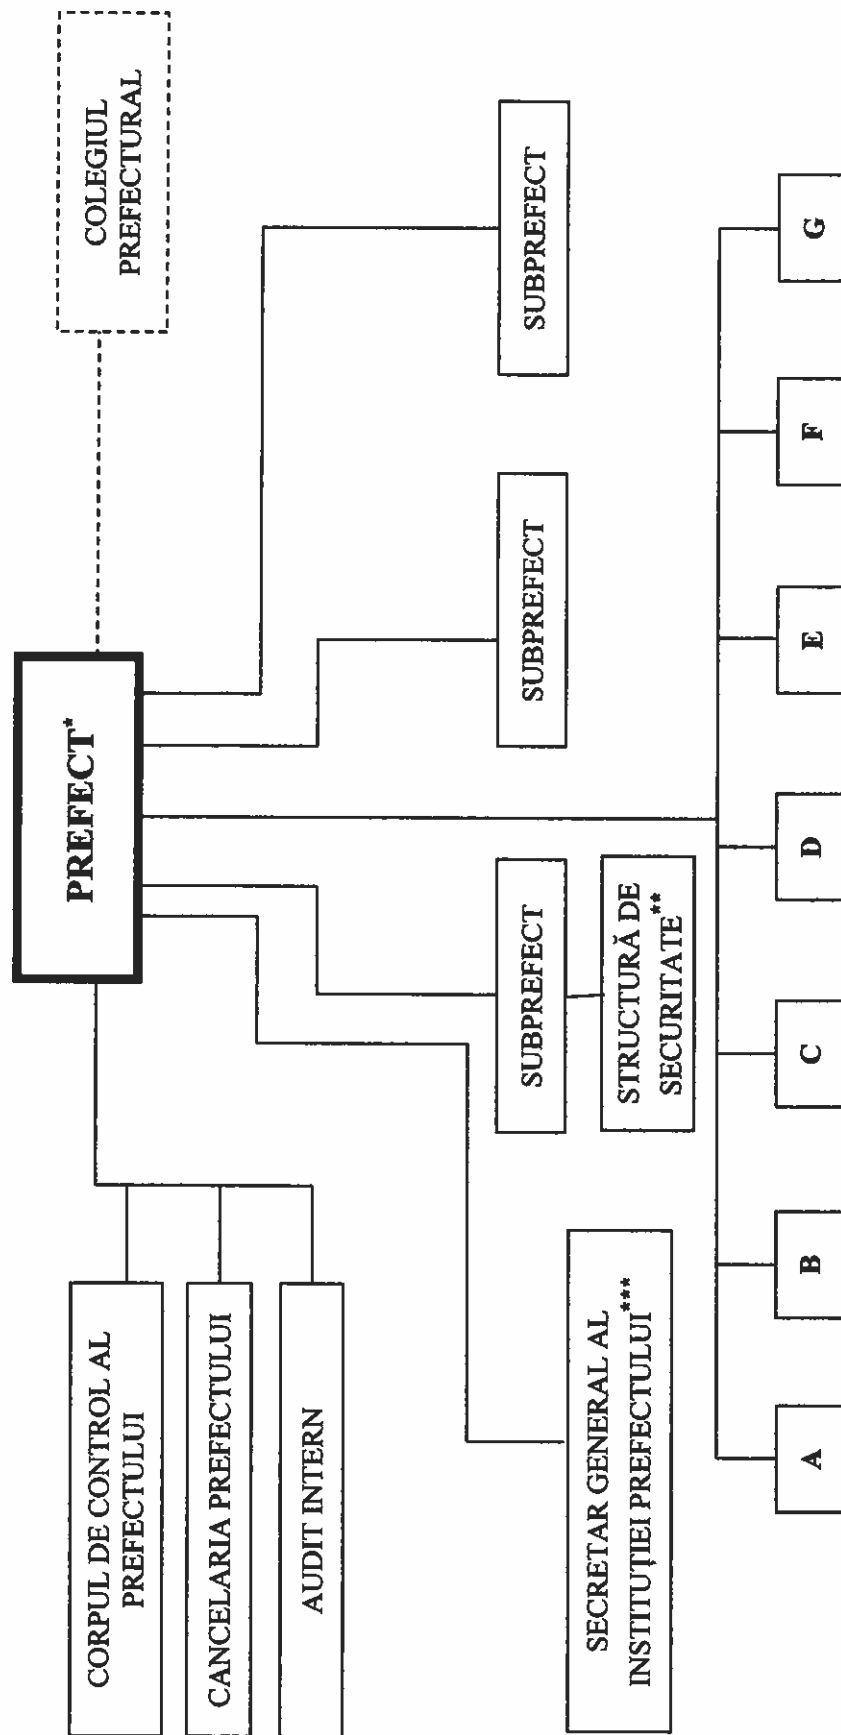 PREFECT*
COLEGIUL
PREFECTURAL
CORPUL DE CONTROL AL
PREFECTULUI
CANCELARIA PREFECTULUI
AUDIT INTERN
SECRETAR GENERAL AL
INSTITUȚIEI PREFECTULUI***
SUBPREFECT
SUBPREFECT
SUBPREFECT
STRUCTURĂ DE
SECURITATE**
A
B
C
D
E
F
G